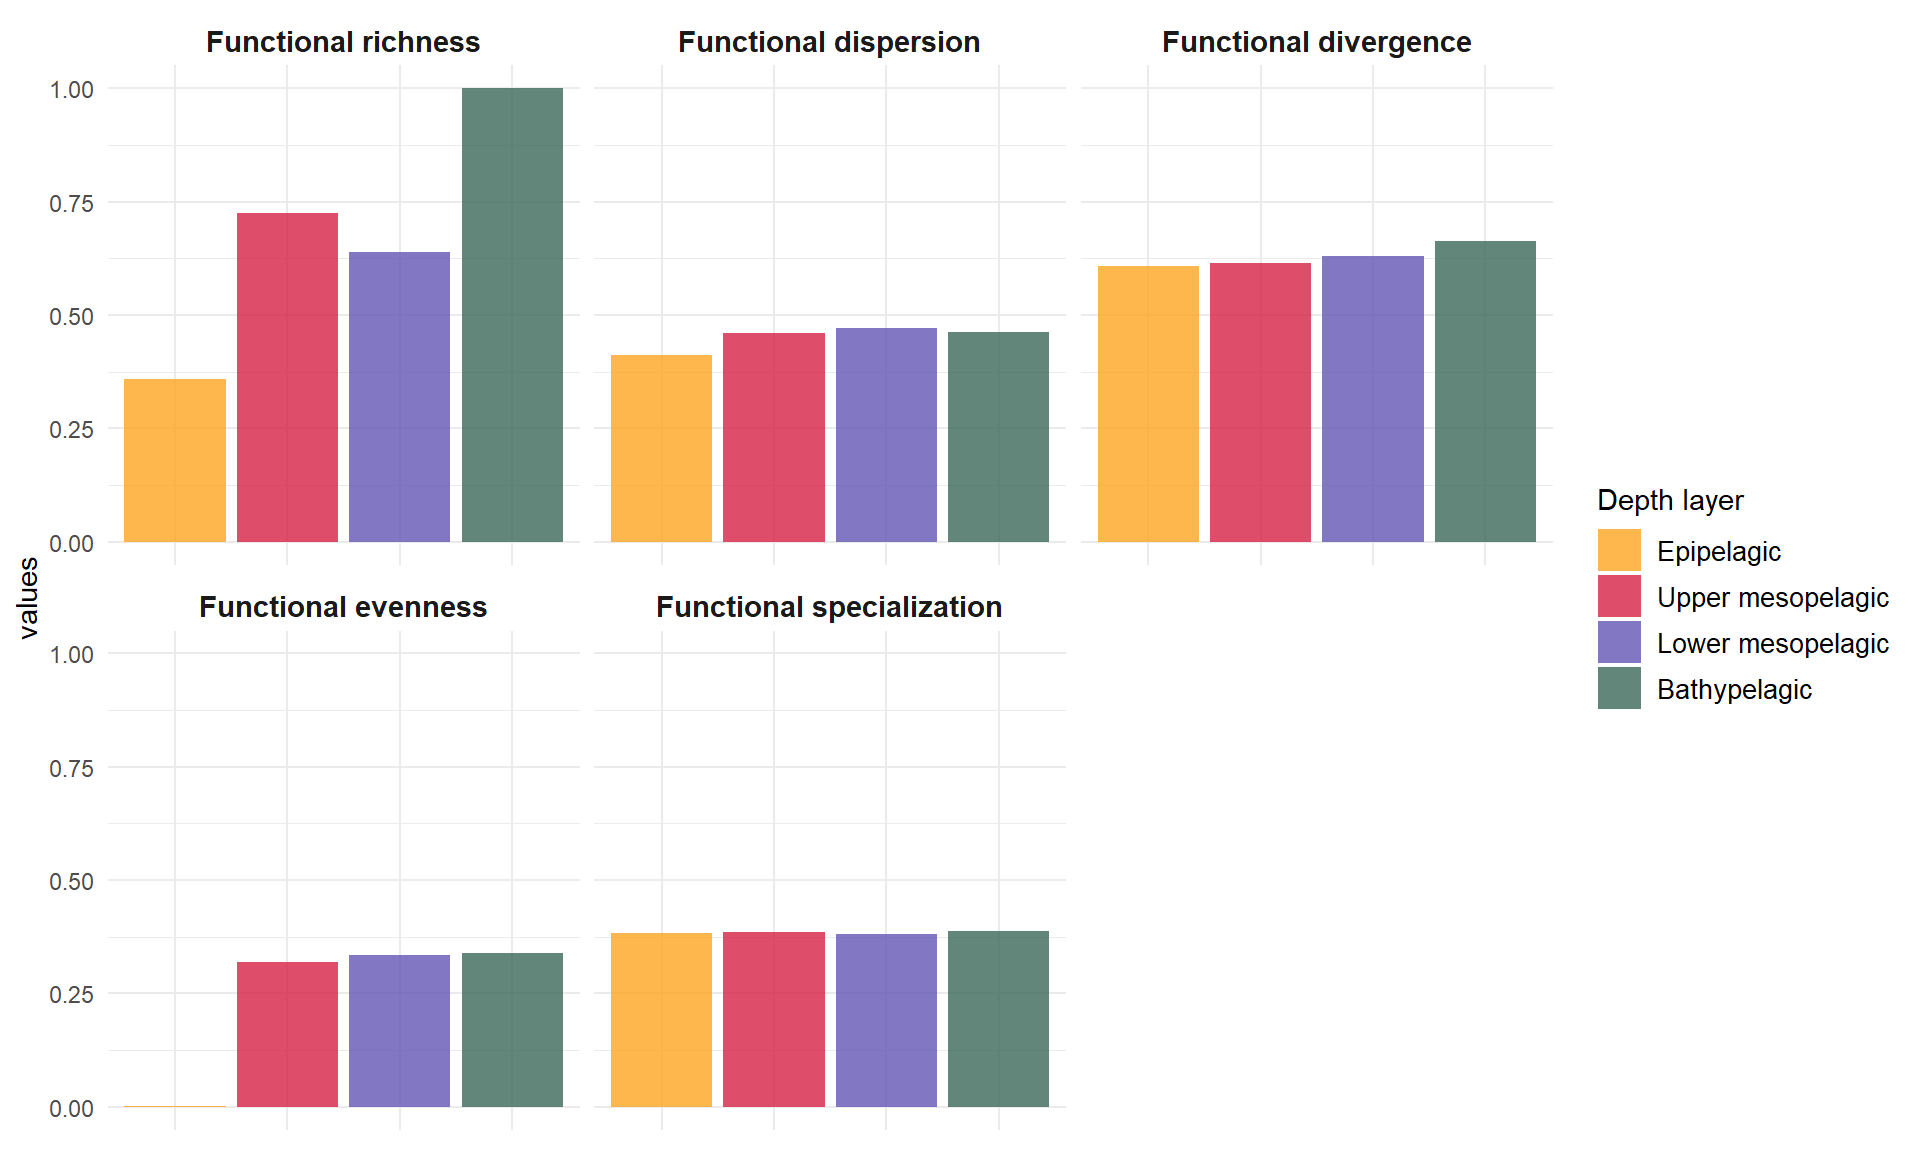 Functional richness
Functional dispersion
Functional divergence
1.00
0.75
0.50
0.25
0.00
values
Functional evenness
Functional specialization
1.00
0.75
0.50
0.25
0.00
Depth layer
Epipelagic
Upper mesopelagic
Lower mesopelagic
Bathypelagic